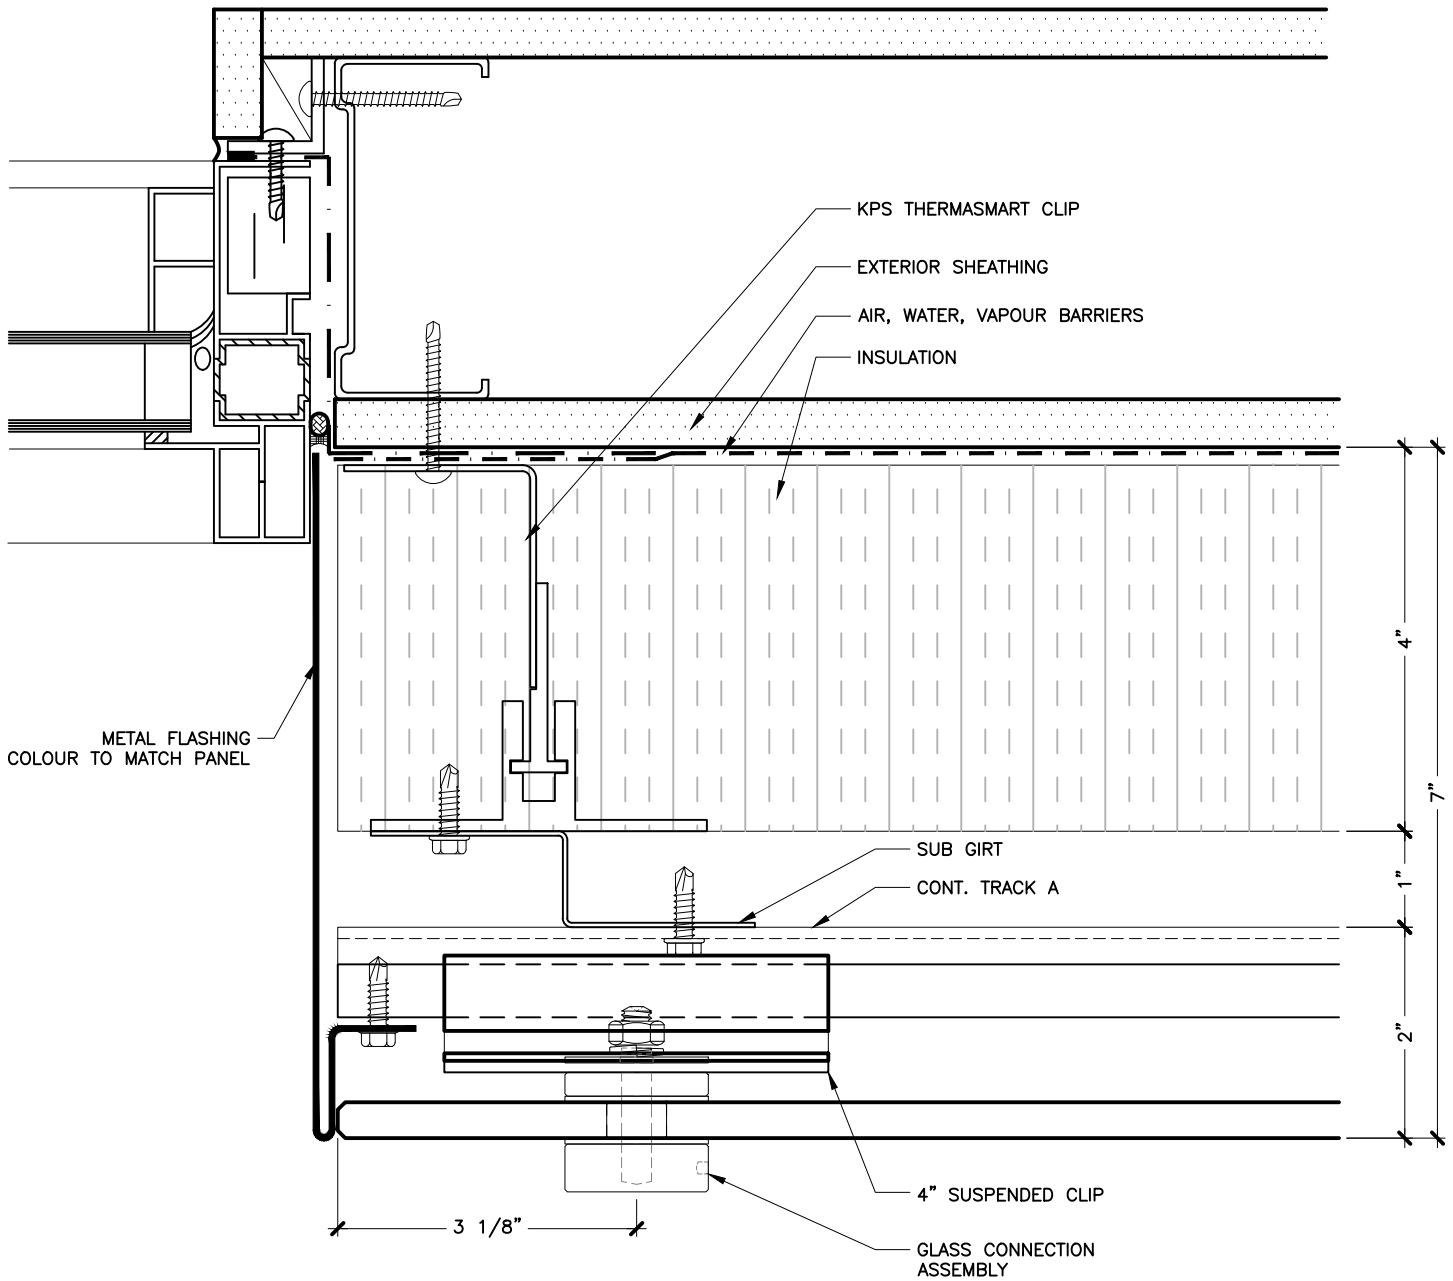 KPS THERMASMART CLIP
EXTERIOR SHEATHING
AIR, WATER, VAPOUR BARRIERS
INSULATION
4”
METAL FLASHING
COLOUR TO MATCH PANEL
7”
SUB GIRT
1”
CONT. TRACK A
2”
4” SUSPENDED CLIP
3 1/8”
GLASS CONNECTION
ASSEMBLY